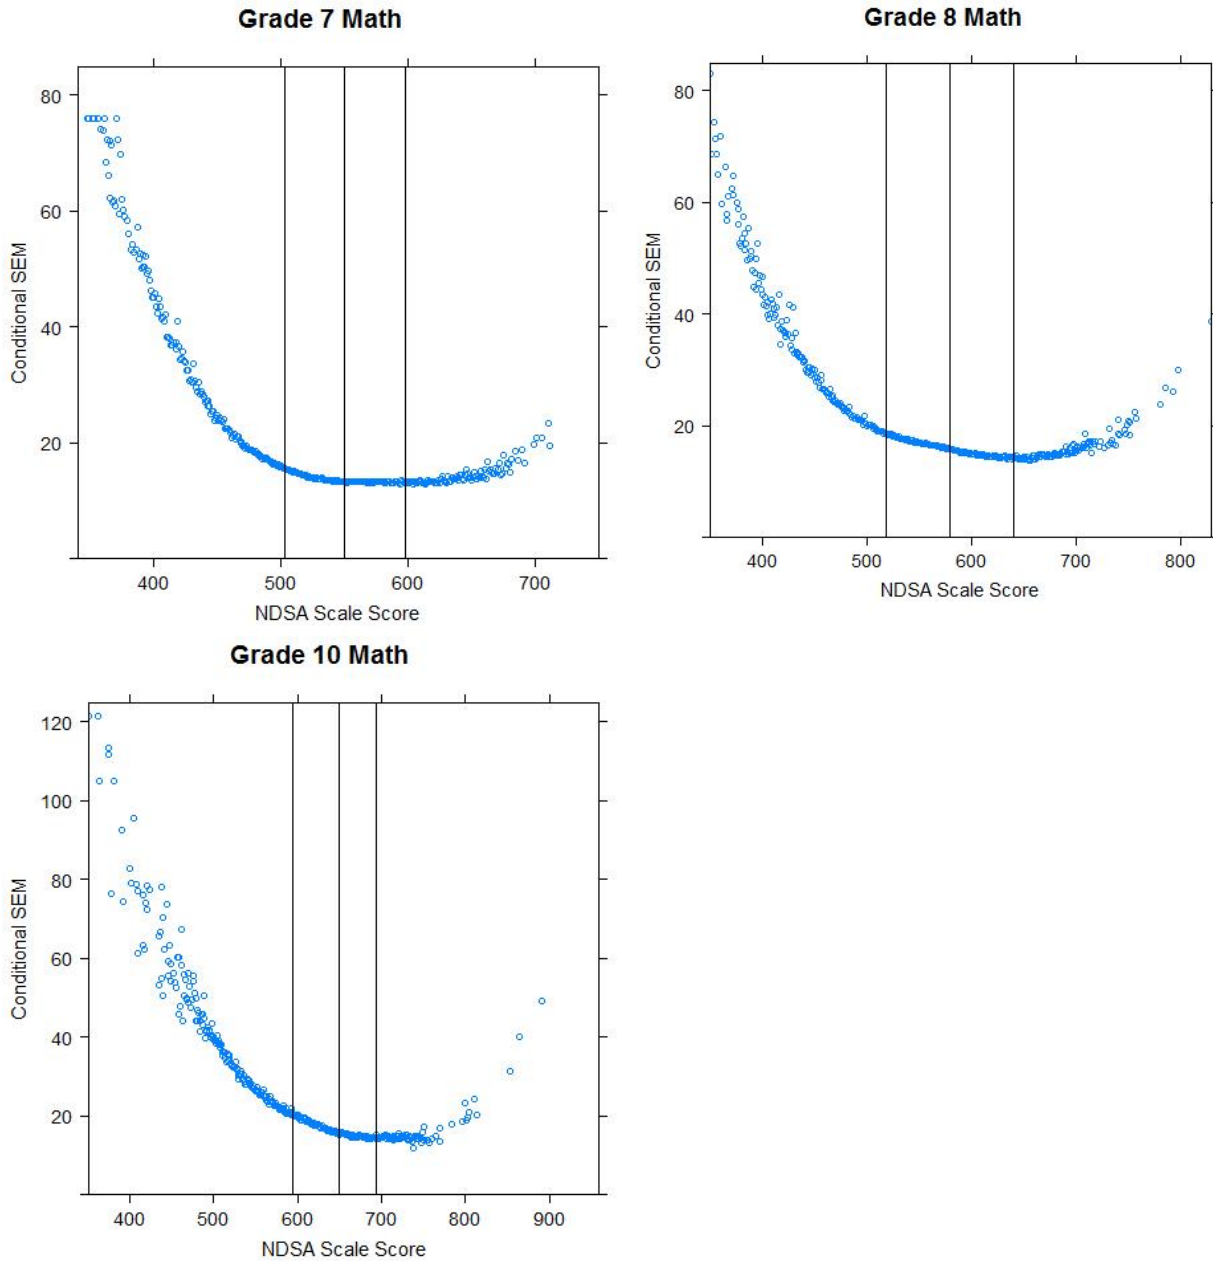 Grade 7 Math
80
60
40
20
Conditional SEM
400 500 600 700
NDSA Scale Score
Grade 8 Math
80
60
40
20
Conditional SEM
400 500 600 700 800
NDSA Scale Score
Grade 10 Math
120
100
80
60
40
20
Conditional SEM
400 500 600 700 800 900
NDSA Scale Score